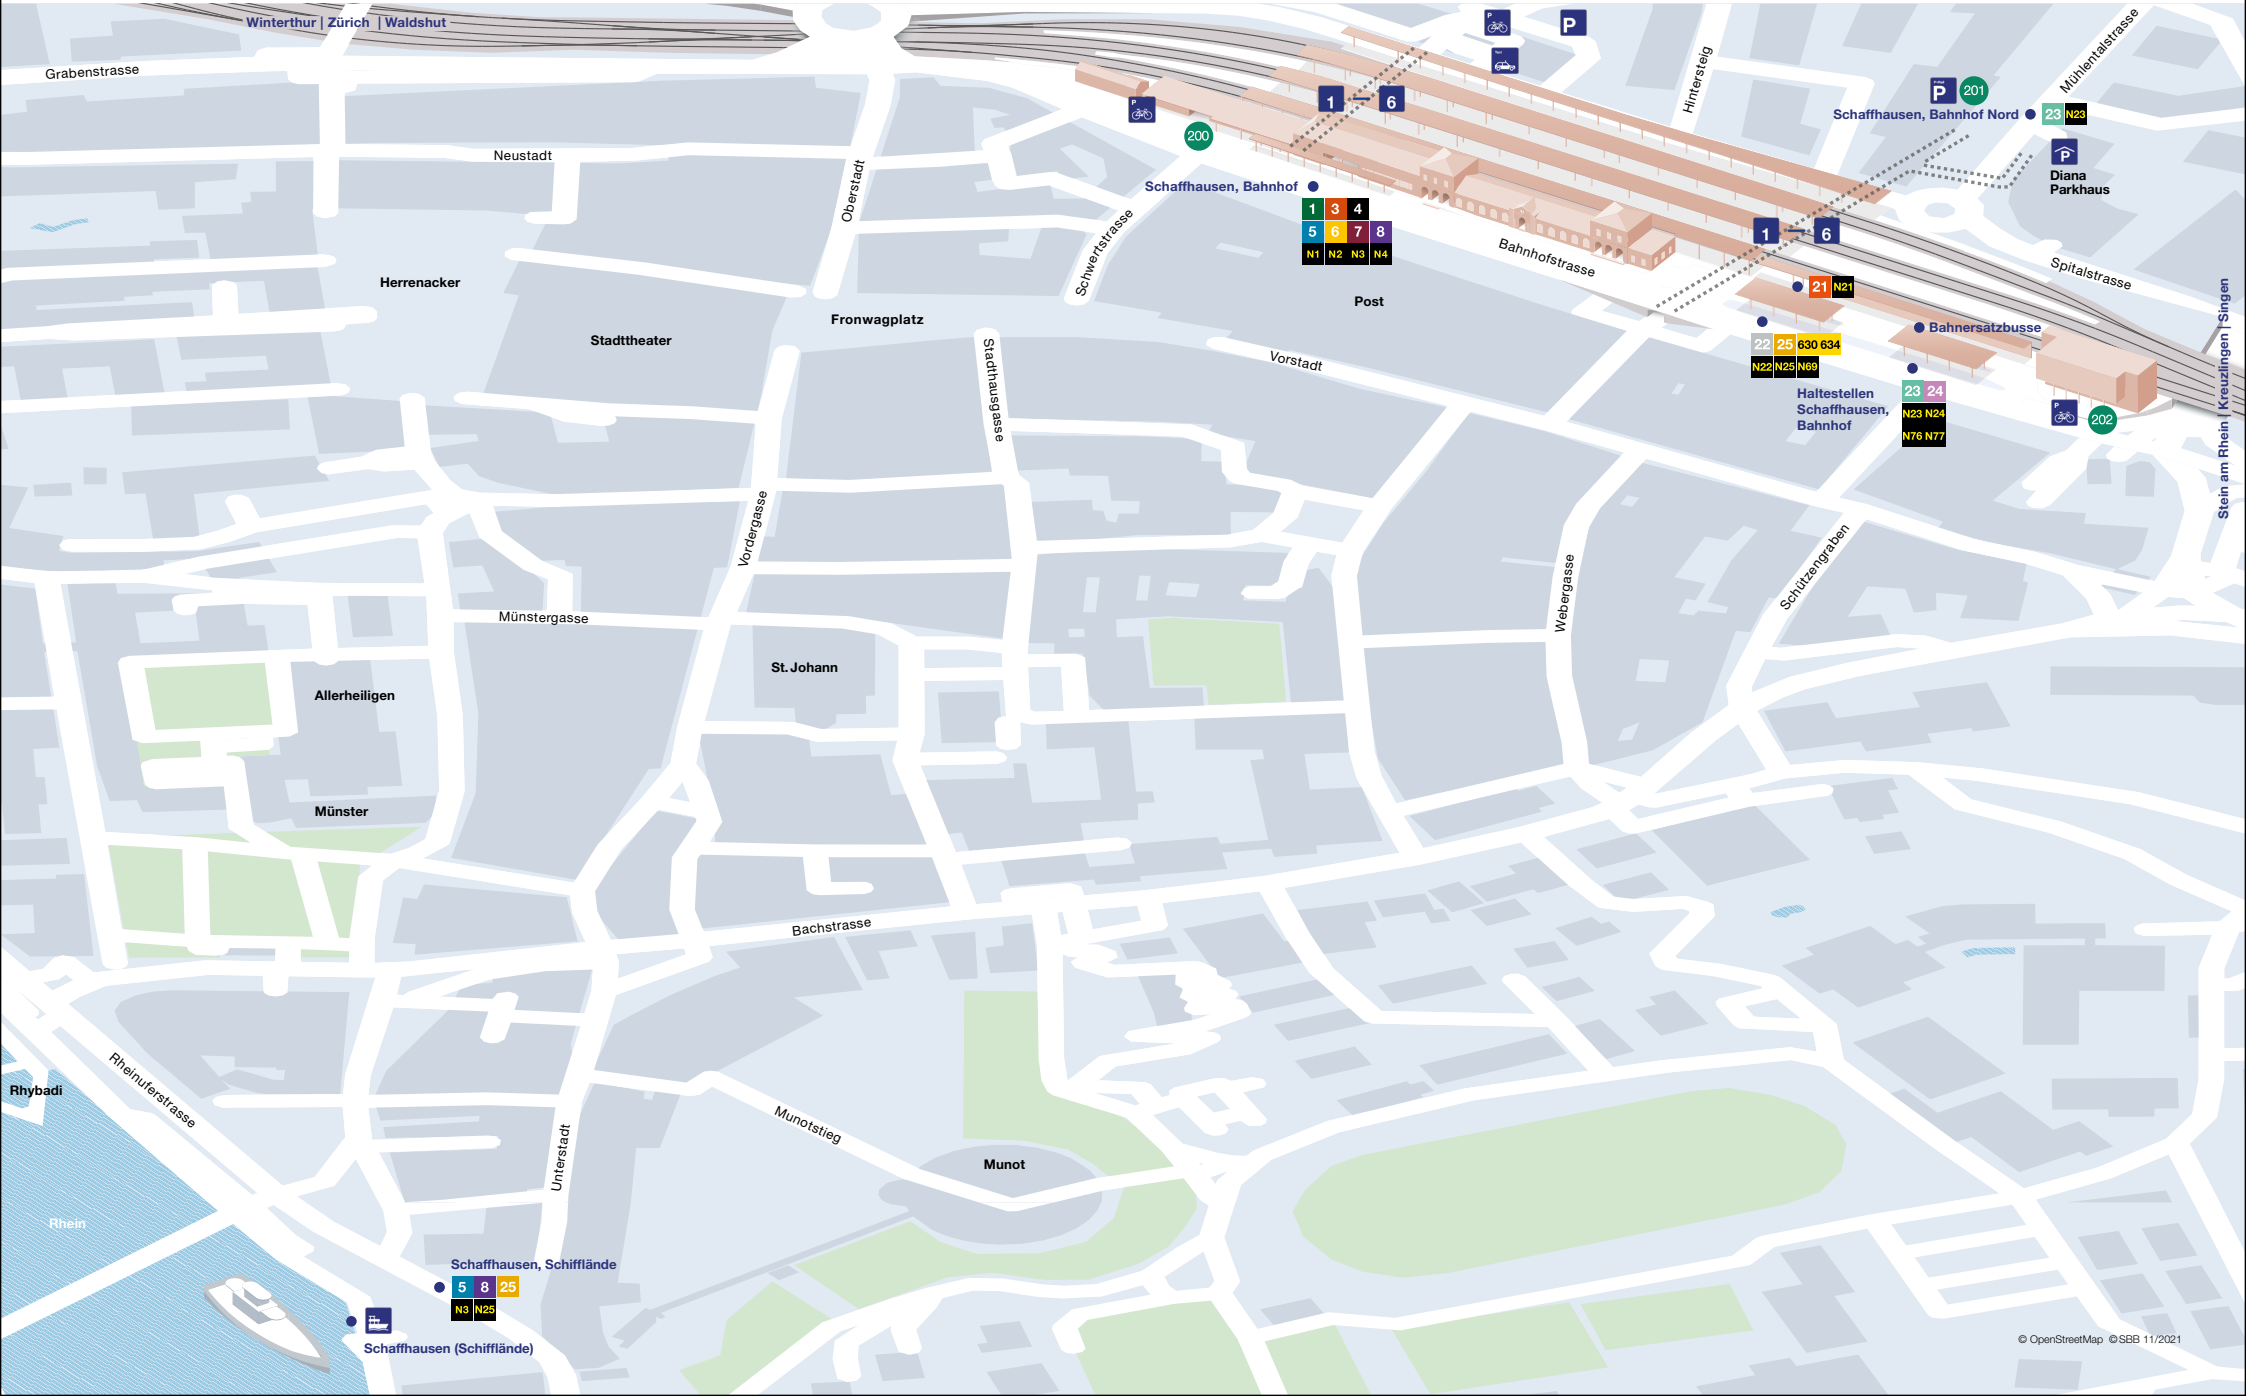 Winterthur | Zürich | Waldshut
Grabenstrasse
P
P
Taxi
Hintersteig
Mühlentalstrasse
P
1 – 6
P
201
Schaffhausen, Bahnhof Nord
23 N23
200
P
Diana
Parkhaus
Neustadt
Oberstadt
Schaffhausen, Bahnhof
1 3 4
5 6 7 8
N1 N2 N3 N4
Schwertstrasse
Bahnhofstrasse
1 – 6
Spitalstrasse
Herrenacker
Post
21 N21
Stein am Rhein | Kreuzlingen | Singen
Fronwagplatz
Stadttheater
Stadthausgasse
Vorstadt
Bahnersatzbusse
22 25 630 634
N22 N25 N69
Haltestellen
Schaffhausen,
Bahnhof
23 24
N23 N24
N76 N77
P
202
Vordergasse
Webergasse
Schützengraben
Münstergasse
St. Johann
Allerheiligen
Münster
Bachstrasse
Rhybadi
Rheinuferstrasse
Unterstadt
Munotstieg
Munot
Rhein
Schaffhausen, Schifflände
5 8 25
N3 N25
Schaffhausen (Schifflände)
© OpenStreetMap © SBB 11/2021